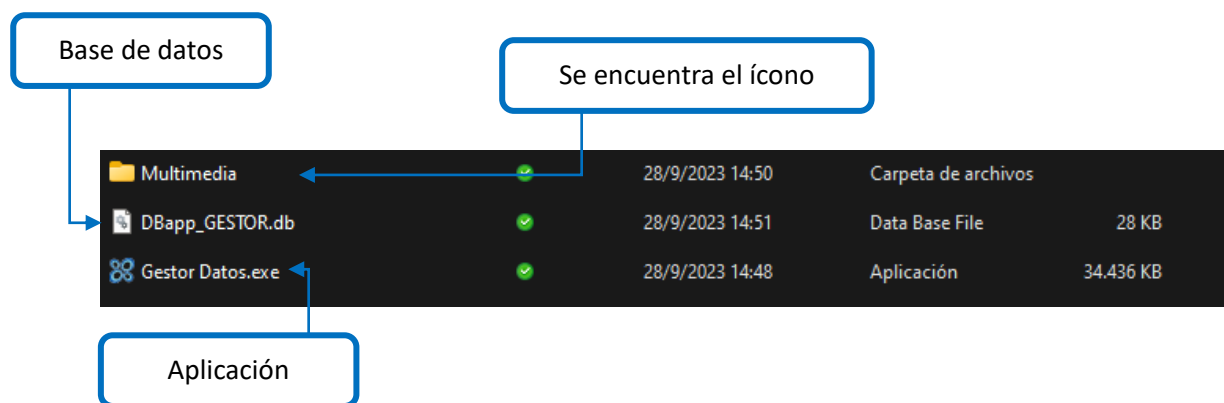 Base de datos
Se encuentra el ícono
Multimedia 28/9/2023 14:50 Carpeta de archivos
DBapp_GESTOR.db 28/9/2023 14:51 Data Base File 28 KB
Gestor Datos.exe 28/9/2023 14:48 Aplicación 34.436 KB
Aplicación